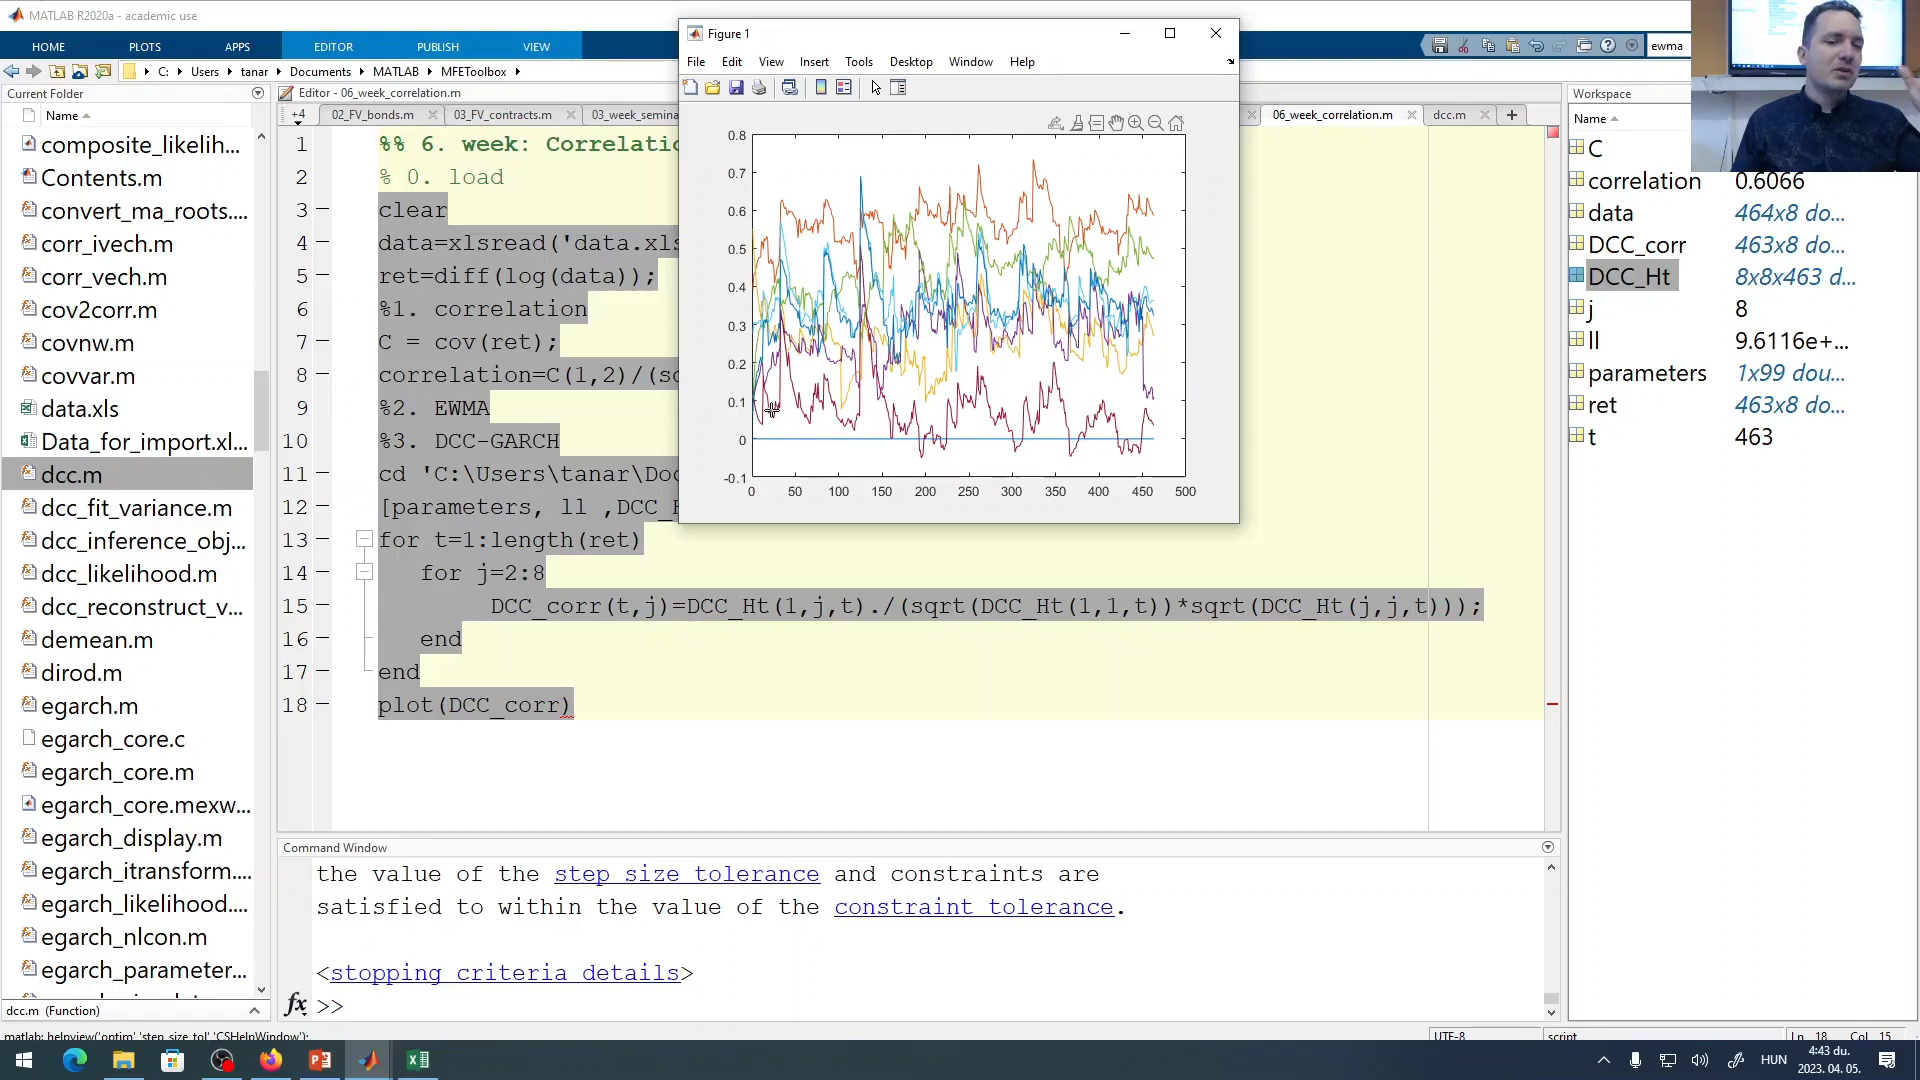 MATLAB R2020a - academic use
HOME PLOTS APPS EDITOR PUBLISH VIEW
ewma
C: Users tanar Documents MATLAB MFEToolbox
Current Folder
Name
composite_likelih...
Contents.m
convert_ma_roots....
corr_ivech.m
corr_vech.m
cov2corr.m
covnw.m
covvar.m
data.xls
Data_for_import.xl...
dcc.m
dcc_fit_variance.m
dcc_inference_obj...
dcc_likelihood.m
dcc_reconstruct_v...
demean.m
dirod.m
egarch.m
egarch_core.c
egarch_core.m
egarch_core.mexw...
egarch_display.m
egarch_itransform....
egarch_likelihood....
egarch_nlcon.m
egarch_parameter...
dcc.m (Function)
Editor - 06_week_correlation.m
+4 02_FV_bonds.m 03_FV_contracts.m 03_week_semina 06_week_correlation.m dcc.m
1 %% 6. week: Correlatio
2 % 0. load
3 clear
4 data=xlsread('data.xls
5 ret=diff(log(data));
6 %1. correlation
7 C = cov(ret);
8 correlation=C(1,2)/(sq
9 %2. EWMA
10 %3. DCC-GARCH
11 cd 'C:\Users\tanar\Doc
12 [parameters, ll ,DCC_H
13 for t=1:length(ret)
14 for j=2:8
15 DCC_corr(t,j)=DCC_Ht(1,j,t)./(sqrt(DCC_Ht(1,1,t))*sqrt(DCC_Ht(j,j,t)));
16 end
17 end
18 plot(DCC_corr)
Figure 1
File Edit View Insert Tools Desktop Window Help
0.8
0.7
0.6
0.5
0.4
0.3
0.2
0.1
0
-0.1
0 50 100 150 200 250 300 350 400 450 500
Command Window
the value of the step size tolerance and constraints are
satisfied to within the value of the constraint tolerance.
<stopping criteria details>
fx >>
Workspace
Name
C
correlation 0.6066
data 464x8 do...
DCC_corr 463x8 do...
DCC_Ht 8x8x463 d...
j 8
ll 9.6116e+...
parameters 1x99 dou...
ret 463x8 do...
t 463
matlab: helpview('optim','step_size_tol','CSHelpWindow');
UTF-8 script Ln 18 Col 15
HUN
4:43 du.
2023. 04. 05.